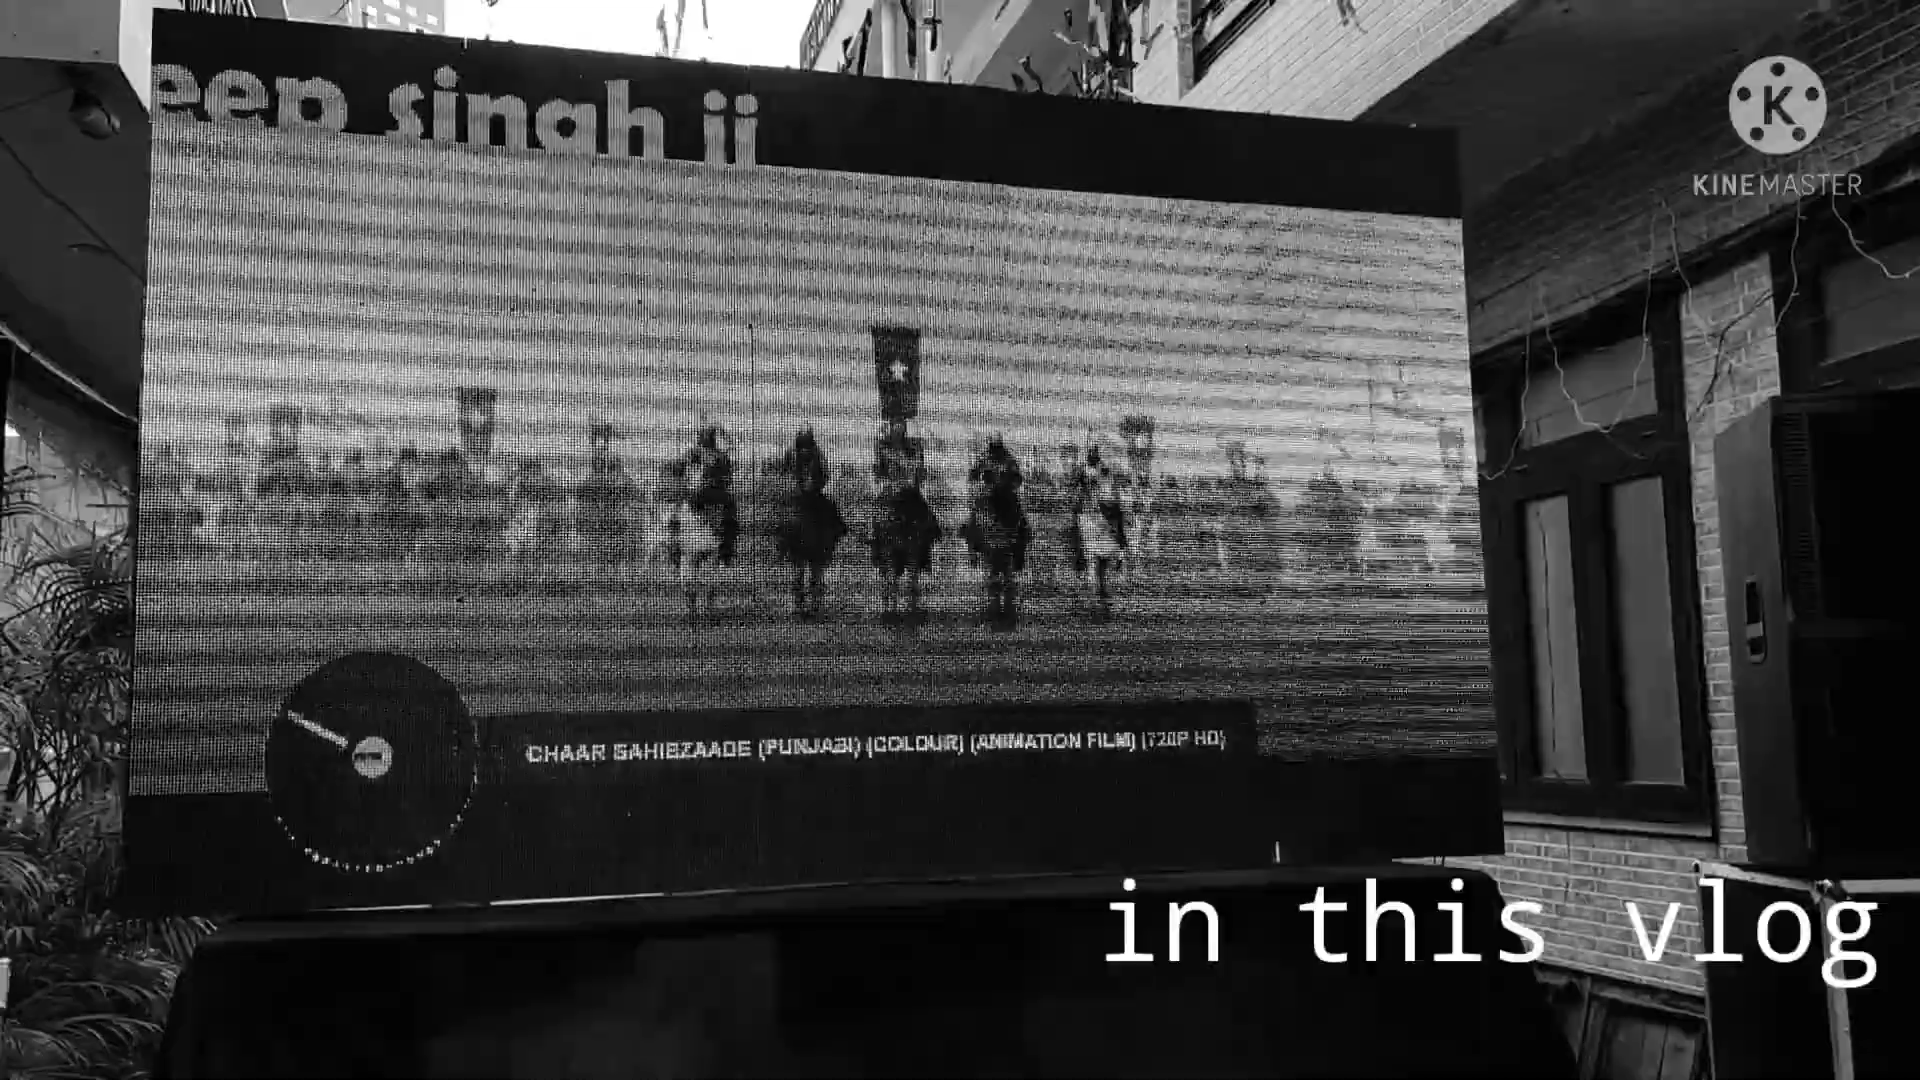 eep singh ji
KINEMASTER
CHAAR SAHIBZAADE (PUNJABI) (COLOUR) (ANIMATION FILM) (720P HD)
in this vlog